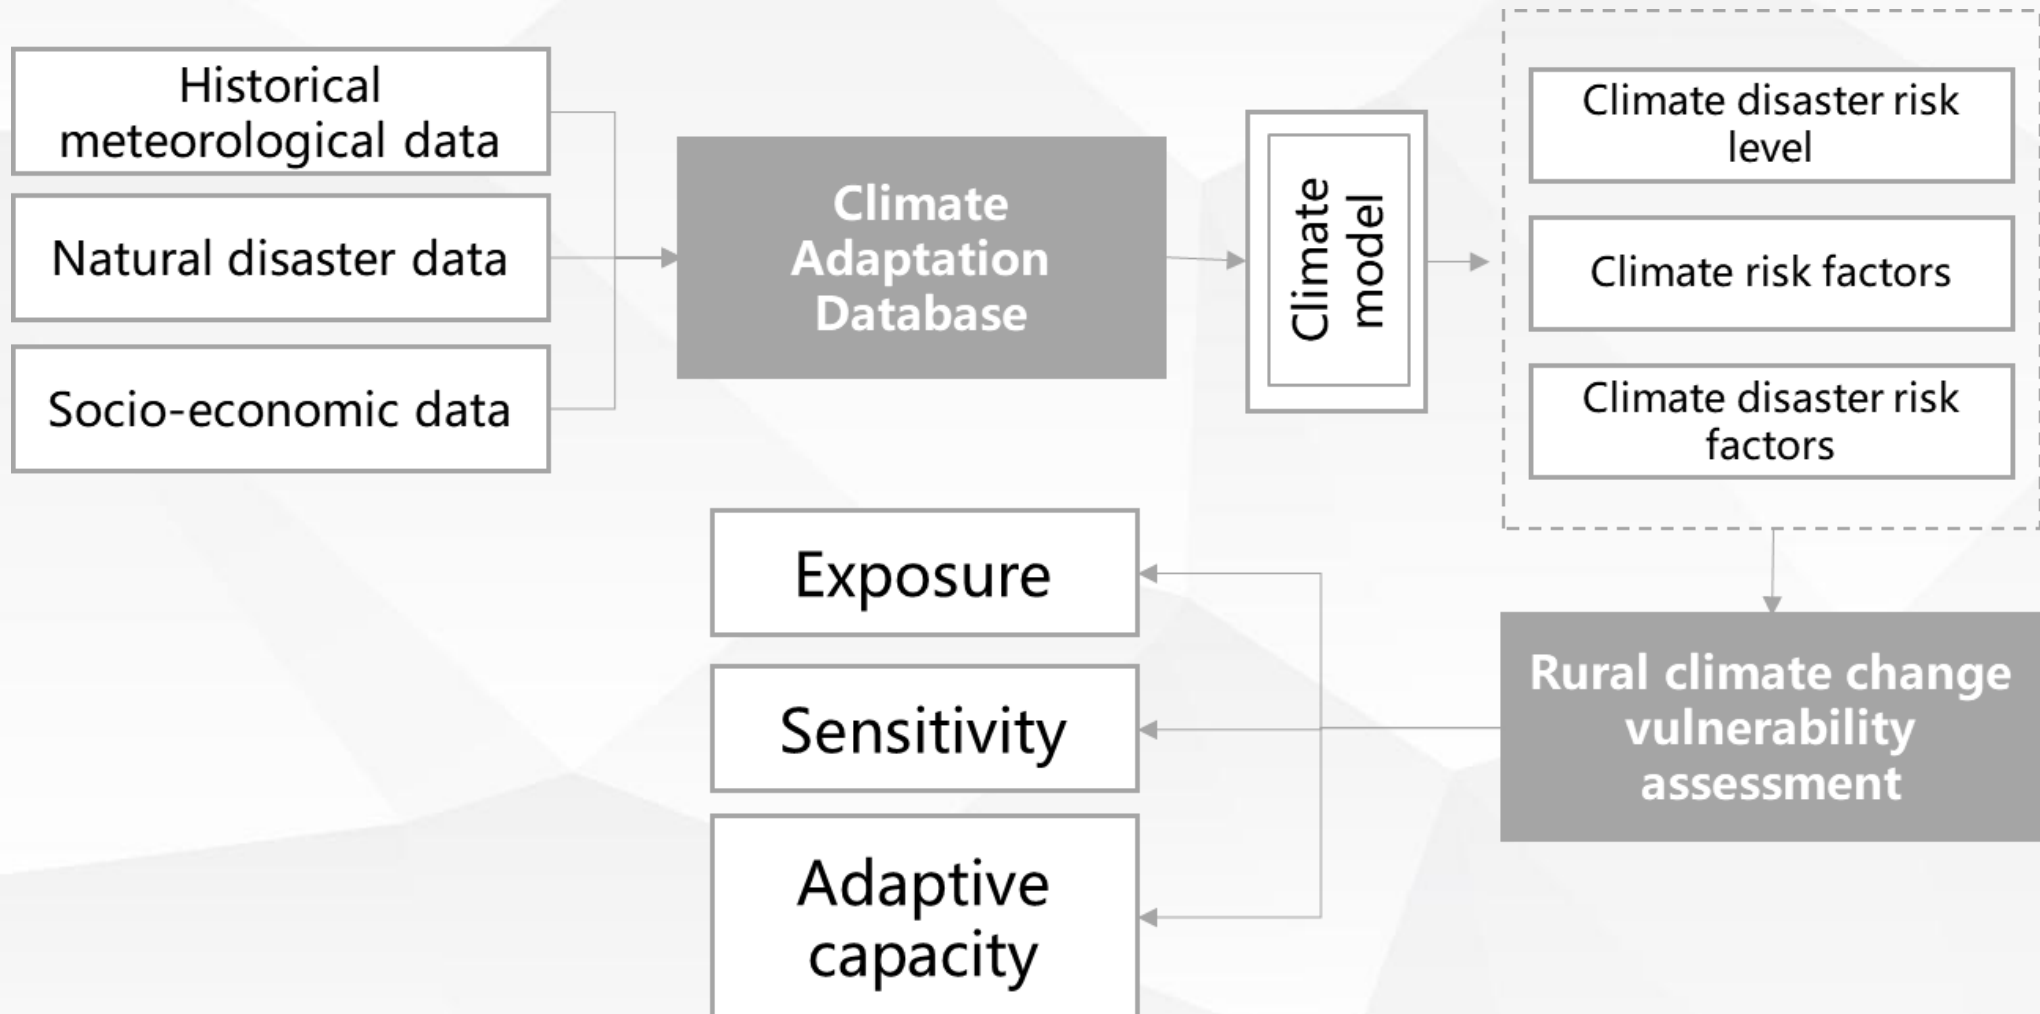 Historical
meteorological data
Natural disaster data
Socio-economic data
Climate
Adaptation
Database
Climate
model
Climate disaster risk
level
Climate risk factors
Climate disaster risk
factors
Exposure
Sensitivity
Adaptive
capacity
Rural climate change
vulnerability
assessment